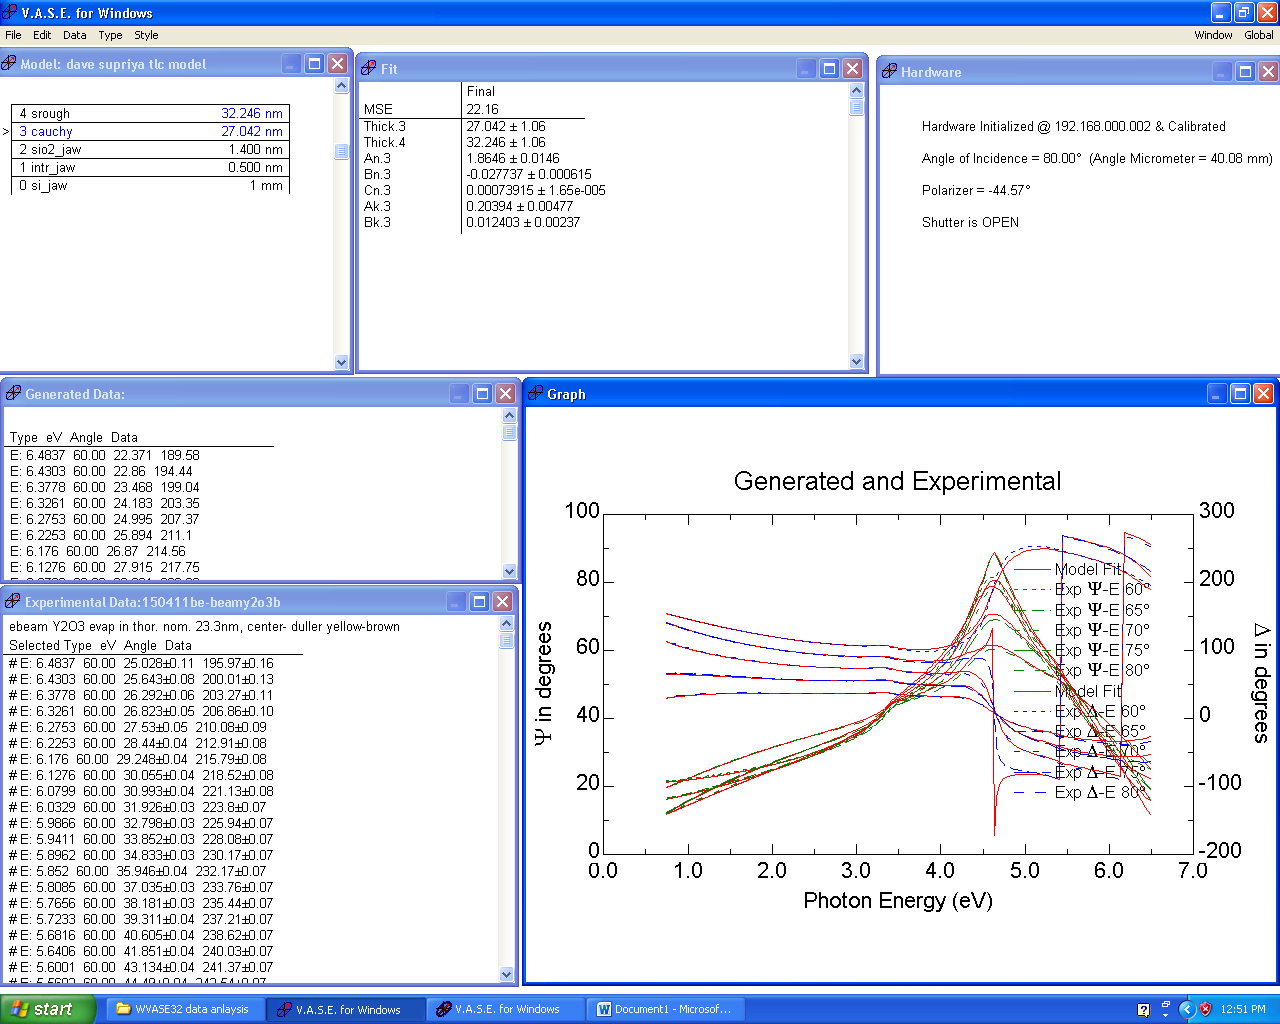 V.A.S.E. for Windows
File Edit Data Type Style Window Global
Model: dave supriya tlc model
4 srough 32.246 nm
> 3 cauchy 27.042 nm
2 sio2_jaw 1.400 nm
1 intr_jaw 0.500 nm
0 si_jaw 1 mm
Fit
Final
MSE 22.16
Thick.3 27.042 ± 1.06
Thick.4 32.246 ± 1.06
An.3 1.8646 ± 0.0146
Bn.3 -0.027737 ± 0.000615
Cn.3 0.00073915 ± 1.65e-005
Ak.3 0.20394 ± 0.00477
Bk.3 0.012403 ± 0.00237
Hardware
Hardware Initialized @ 192.168.000.002 & Calibrated
Angle of Incidence = 80.00° (Angle Micrometer = 40.08 mm)
Polarizer = -44.57°
Shutter is OPEN
Generated Data:
Type eV Angle Data
E: 6.4837 60.00 22.371 189.58
E: 6.4303 60.00 22.86 194.44
E: 6.3778 60.00 23.468 199.04
E: 6.3261 60.00 24.183 203.35
E: 6.2753 60.00 24.995 207.37
E: 6.2253 60.00 25.894 211.1
E: 6.176 60.00 26.87 214.56
E: 6.1276 60.00 27.915 217.75
Experimental Data:150411be-beamy2o3b
ebeam Y2O3 evap in thor. nom. 23.3nm, center- duller yellow-brown
Selected Type eV Angle Data
# E: 6.4837 60.00 25.028±0.11 195.97±0.16
# E: 6.4303 60.00 25.643±0.08 200.01±0.13
# E: 6.3778 60.00 26.292±0.06 203.27±0.11
# E: 6.3261 60.00 26.823±0.05 206.86±0.10
# E: 6.2753 60.00 27.53±0.05 210.08±0.09
# E: 6.2253 60.00 28.44±0.04 212.91±0.08
# E: 6.176 60.00 29.248±0.04 215.79±0.08
# E: 6.1276 60.00 30.055±0.04 218.52±0.08
# E: 6.0799 60.00 30.993±0.04 221.13±0.08
# E: 6.0329 60.00 31.926±0.03 223.8±0.07
# E: 5.9866 60.00 32.798±0.03 225.94±0.07
# E: 5.9411 60.00 33.852±0.03 228.08±0.07
# E: 5.8962 60.00 34.833±0.03 230.17±0.07
# E: 5.852 60.00 35.946±0.04 232.17±0.07
# E: 5.8085 60.00 37.035±0.03 233.76±0.07
# E: 5.7656 60.00 38.181±0.03 235.44±0.07
# E: 5.7233 60.00 39.311±0.04 237.21±0.07
# E: 5.6816 60.00 40.605±0.04 238.62±0.07
# E: 5.6406 60.00 41.851±0.04 240.03±0.07
# E: 5.6001 60.00 43.134±0.04 241.37±0.07
Graph
Generated and Experimental
100 80 60 40 20 0
Ψ in degrees
Model Fit
Exp Ψ-E 60°
Exp Ψ-E 65°
Exp Ψ-E 70°
Exp Ψ-E 75°
Exp Ψ-E 80°
Model Fit
Exp Δ-E 60°
Exp Δ-E 65°
Exp Δ-E 70°
Exp Δ-E 75°
Exp Δ-E 80°
300 200 100 0 -100 -200
Δ in degrees
0.0 1.0 2.0 3.0 4.0 5.0 6.0 7.0
Photon Energy (eV)
start WVASE32 data anlaysis V.A.S.E. for Windows V.A.S.E. for Windows Document1 - Microsof... 12:51 PM